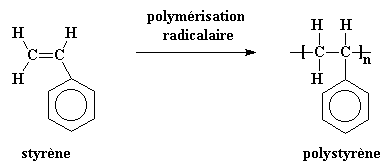 polymérisation
radicalaire
H H
C=C
H
styrène
H H
C C
H
n
polystyrène